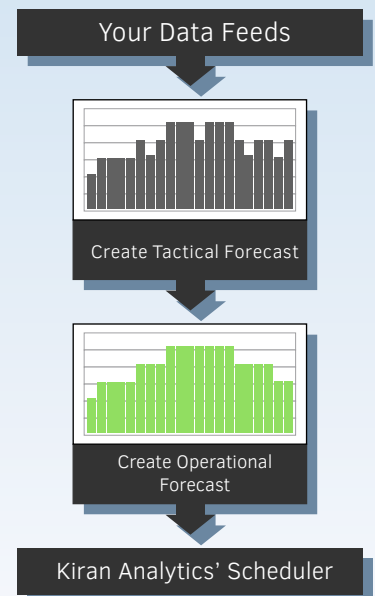 Your Data Feeds
Create Tactical Forecast
Create Operational
Forecast
Kiran Analytics’ Scheduler